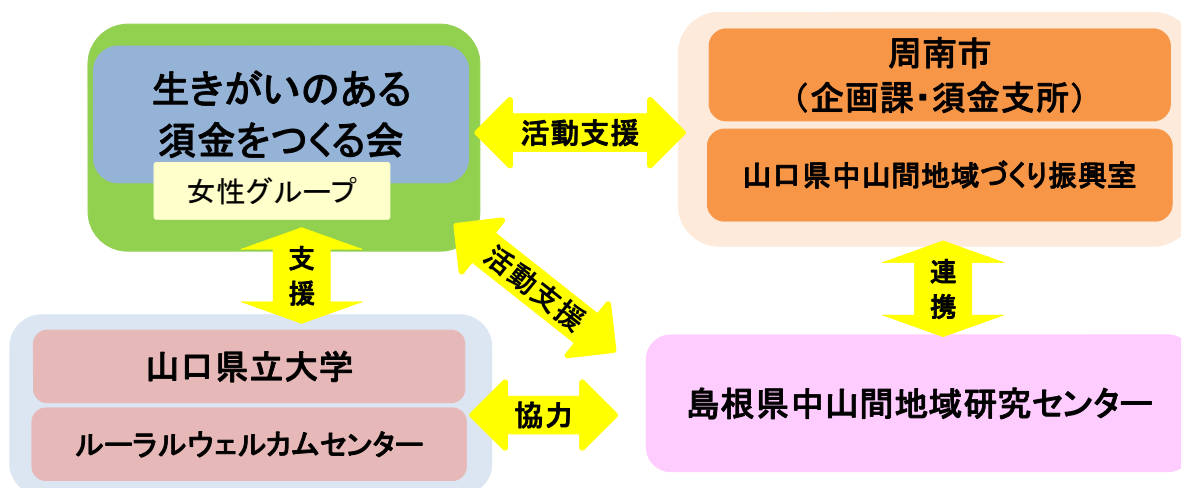 生きがいのある
須金をつくる会
女性グループ
活動支援
周南市
（企画課・須金支所）
山口県中山間地域づくり振興室
支援
活動支援
連携
山口県立大学
ルーラルウェルカムセンター
協力
島根県中山間地域研究センター